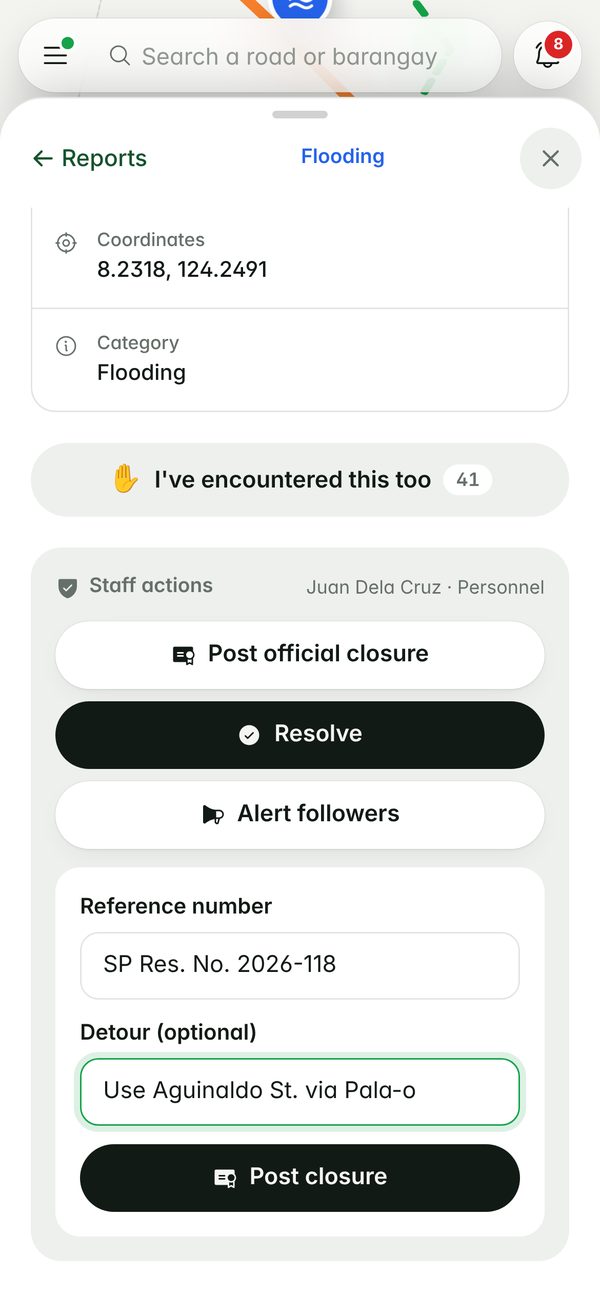 Search a road or barangay
8
Reports
Flooding
Coordinates
8.2318, 124.2491
Category
Flooding
I've encountered this too 41
Staff actions
Juan Dela Cruz · Personnel
Post official closure
Resolve
Alert followers
Reference number
SP Res. No. 2026-118
Detour (optional)
Use Aguinaldo St. via Pala-o
Post closure